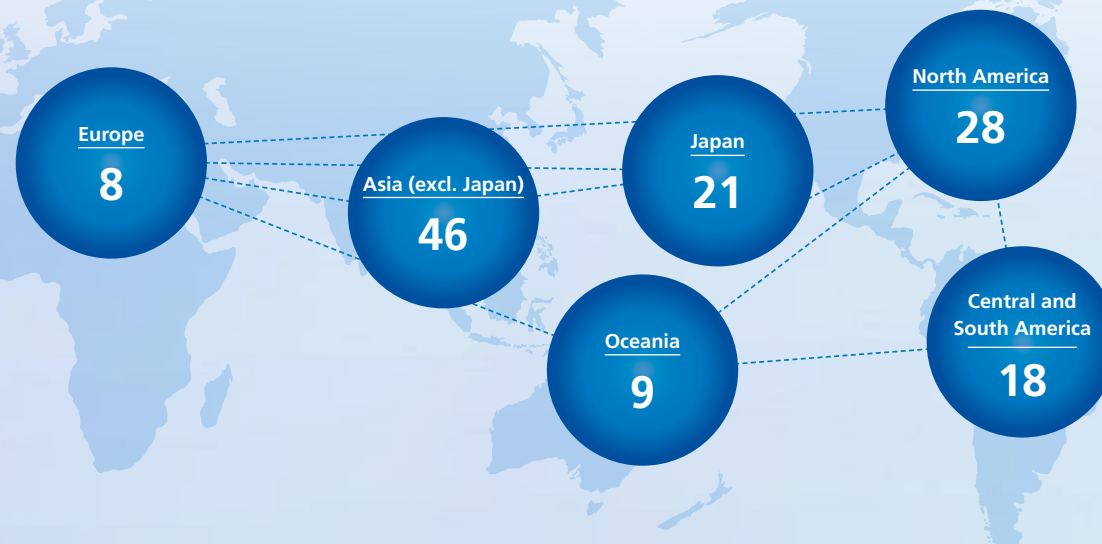 Europe
8
Asia (excl. Japan)
46
Japan
21
North America
28
Oceania
9
Central and
South America
18